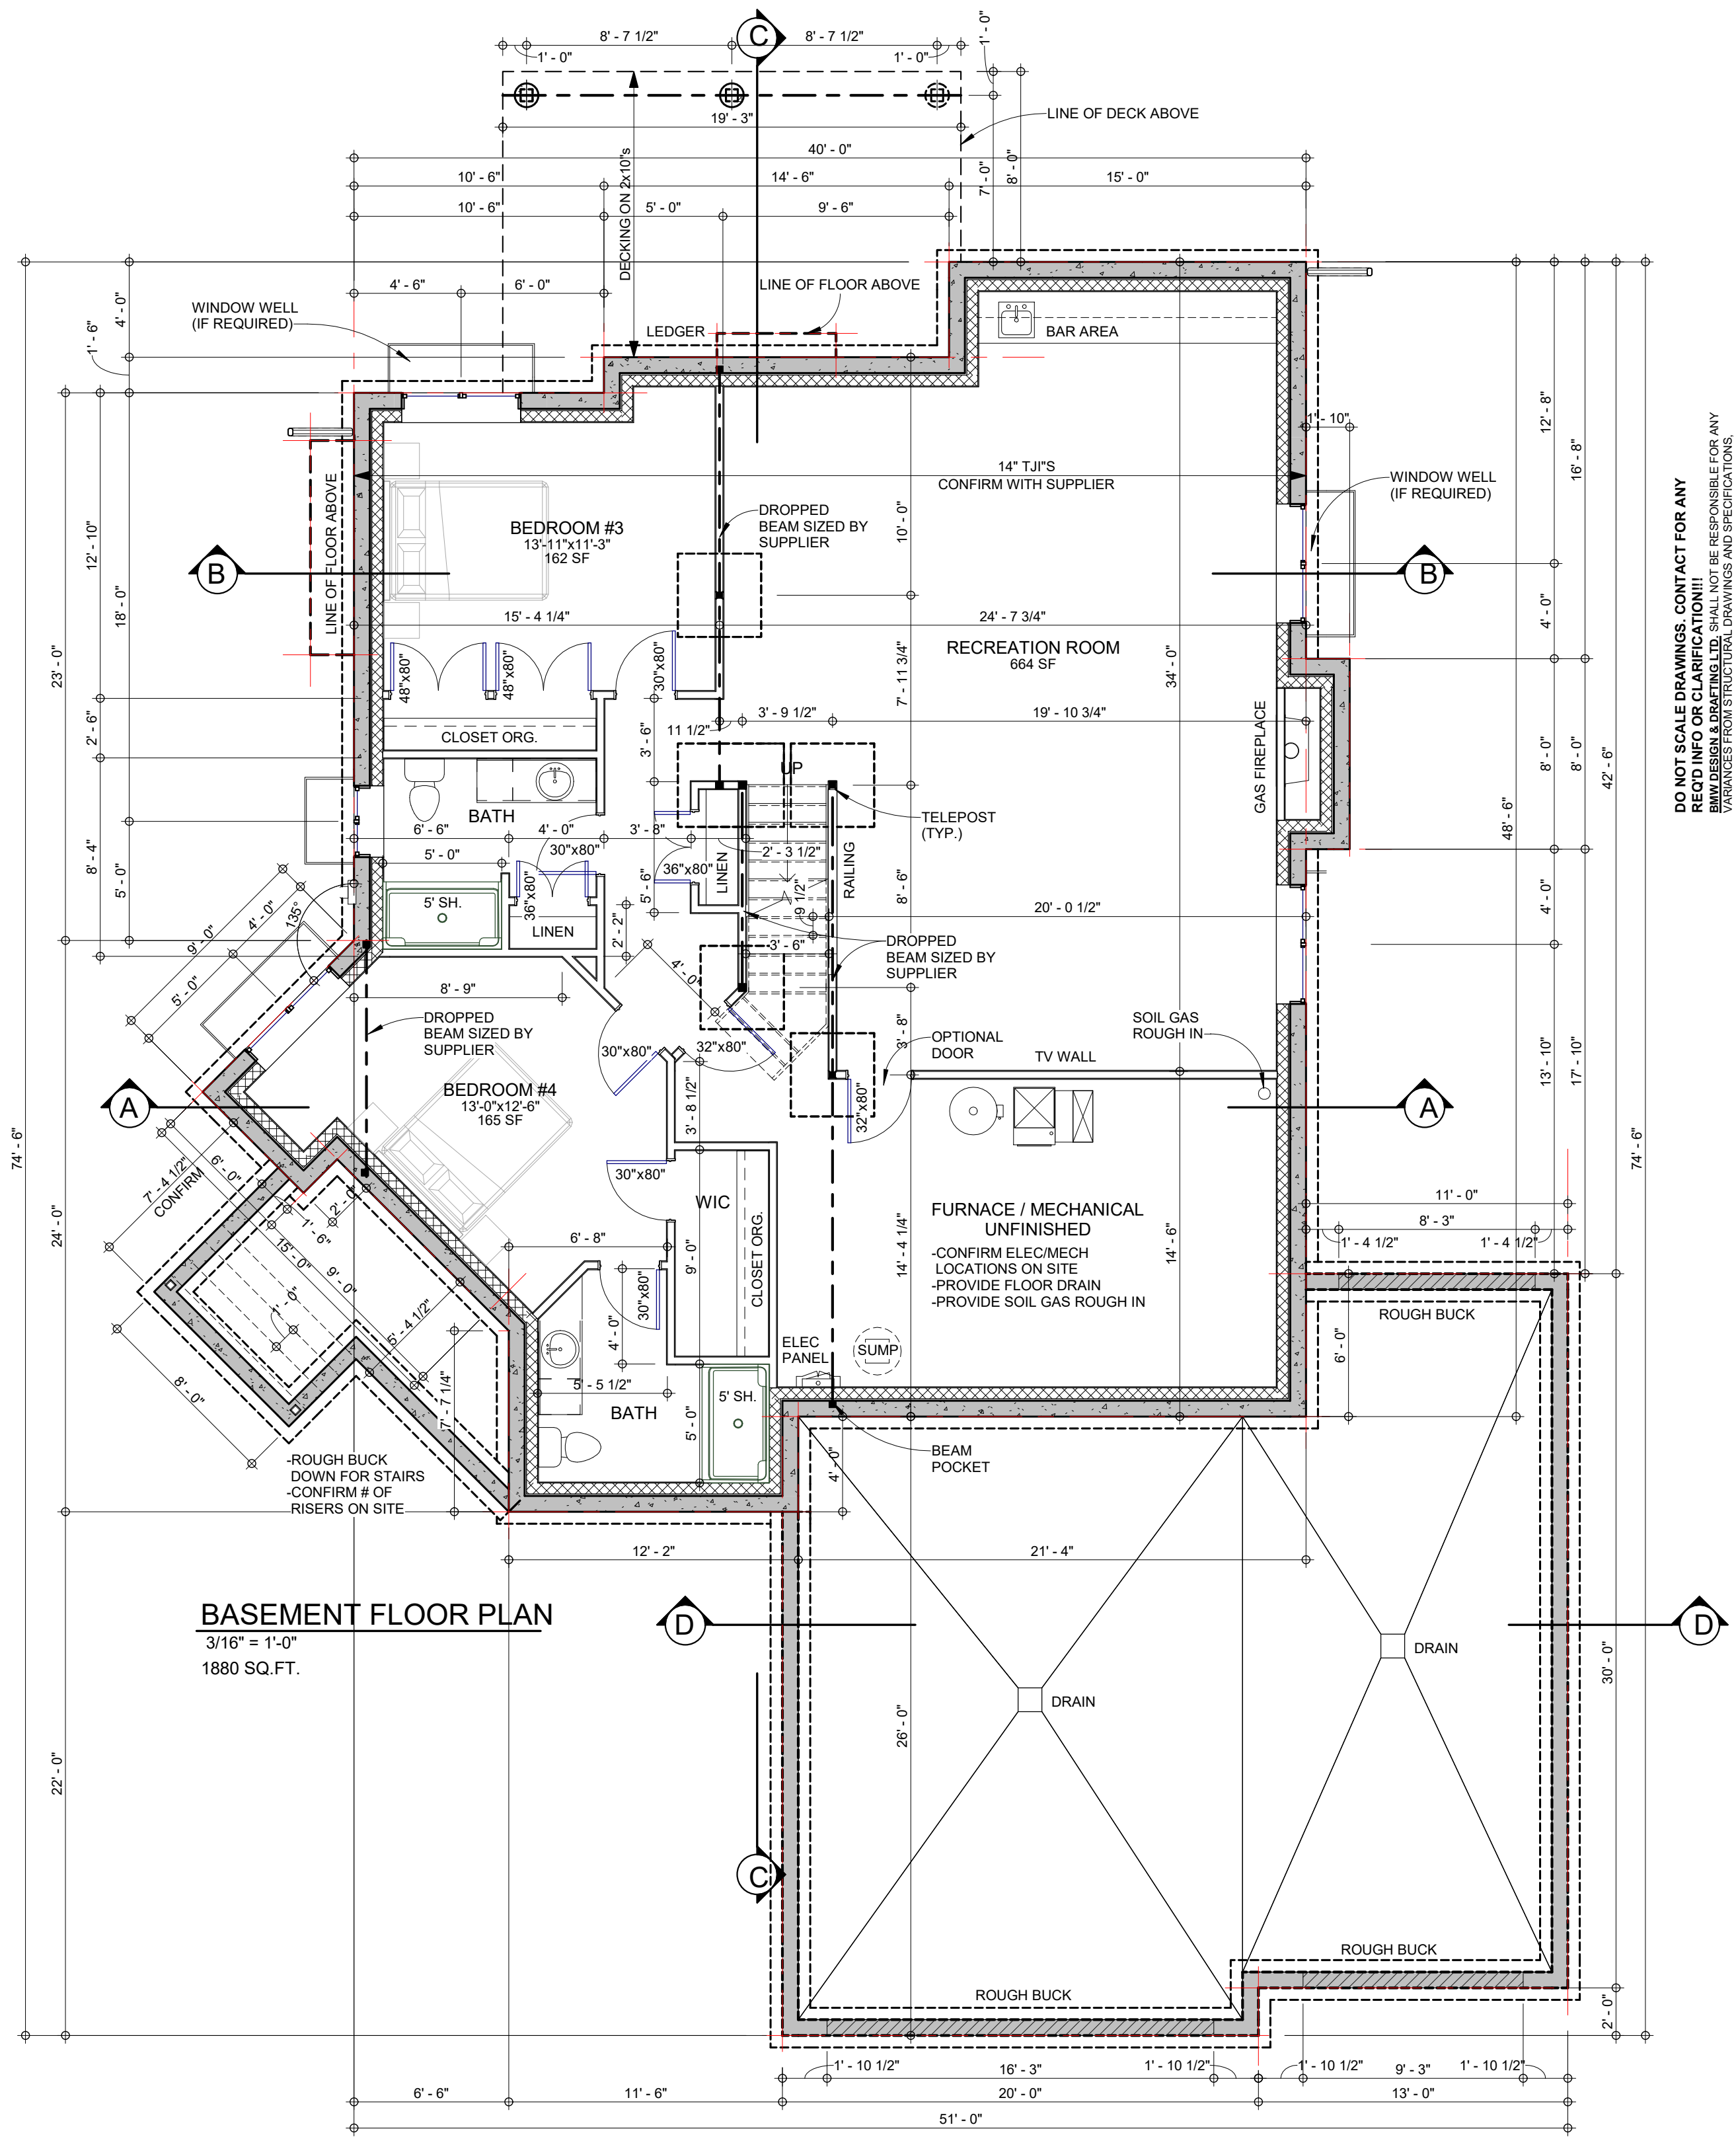 C
8' - 7 1/2"
8' - 7 1/2"
1' - 0"
1' - 0"
1' - 0"
19' - 3"
LINE OF DECK ABOVE
40' - 0"
7' - 0"
8' - 0"
10' - 6"
14' - 6"
15' - 0"
10' - 6"
5' - 0"
9' - 6"
DECKING ON 2x10"s
4' - 6"
6' - 0"
4' - 0"
1' - 6"
WINDOW WELL
(IF REQUIRED)
LEDGER
LINE OF FLOOR ABOVE
BAR AREA
12' - 8"
16' - 8"
1' - 10"
14" TJI"S
CONFIRM WITH SUPPLIER
WINDOW WELL
(IF REQUIRED)
LINE OF FLOOR ABOVE
BEDROOM #3
13'-11"x11'-3"
162 SF
DROPPED
BEAM SIZED BY
SUPPLIER
10' - 0"
12' - 10"
18' - 0"
23' - 0"
B
B
15' - 4 1/4"
24' - 7 3/4"
4' - 0"
RECREATION ROOM
664 SF
34' - 0"
7' - 11 3/4"
48"x80"
48"x80"
30"x80"
2' - 6"
CLOSET ORG.
3' - 6"
11 1/2"
3' - 9 1/2"
19' - 10 3/4"
GAS FIREPLACE
8' - 0"
8' - 0"
42' - 6"
48' - 6"
UP
BATH
TELEPOST
(TYP.)
6' - 6"
4' - 0"
3' - 8"
2' - 3 1/2"
RAILING
5' - 0"
30"x80"
36"x80"
LINEN
8' - 4"
5' - 0"
36"x80"
5' - 6"
8' - 6"
9 1/2"
20' - 0 1/2"
4' - 0"
5' SH.
LINEN
2' - 2"
135°
4' - 0"
9' - 0"
5' - 0"
3' - 6"
DROPPED
BEAM SIZED BY
SUPPLIER
4' - 0"
8' - 9"
DROPPED
BEAM SIZED BY
SUPPLIER
30"x80"
32"x80"
3' - 8"
OPTIONAL
DOOR
SOIL GAS
ROUGH IN
TV WALL
13' - 10"
17' - 10"
A
A
BEDROOM #4
13'-0"x12'-6"
165 SF
3' - 8 1/2"
32"x80"
74' - 6"
74' - 6"
7' - 4 1/2"
CONFIRM
6' - 0"
2' - 0"
1' - 6"
15' - 0"
9' - 0"
1' - 0"
5' - 4 1/2"
8' - 0"
24' - 0"
30"x80"
WIC
CLOSET ORG.
6' - 8"
9' - 0"
30"x80"
4' - 0"
FURNACE / MECHANICAL
UNFINISHED
-CONFIRM ELEC/MECH
LOCATIONS ON SITE
-PROVIDE FLOOR DRAIN
-PROVIDE SOIL GAS ROUGH IN
14' - 4 1/4"
14' - 6"
11' - 0"
8' - 3"
1' - 4 1/2"
1' - 4 1/2"
ROUGH BUCK
6' - 0"
ELEC
PANEL
SUMP
5' - 5 1/2"
BATH
5' SH.
5' - 0"
7' - 7 1/4"
4' - 0"
BEAM
POCKET
-ROUGH BUCK
DOWN FOR STAIRS
-CONFIRM # OF
RISERS ON SITE
12' - 2"
21' - 4"
BASEMENT FLOOR PLAN
3/16" = 1'-0"
1880 SQ.FT.
D
D
DRAIN
DRAIN
30' - 0"
26' - 0"
22' - 0"
C
ROUGH BUCK
ROUGH BUCK
2' - 0"
1' - 10 1/2"
16' - 3"
1' - 10 1/2"
1' - 10 1/2"
9' - 3"
1' - 10 1/2"
6' - 6"
11' - 6"
20' - 0"
13' - 0"
51' - 0"
DO NOT SCALE DRAWINGS. CONTACT FOR ANY
REQ'D INFO OR CLARIFICATION!!!
BMW DESIGN & DRAFTING LTD. SHALL NOT BE RESPONSIBLE FOR ANY
VARIANCES FROM STRUCTURAL DRAWINGS AND SPECIFICATIONS,